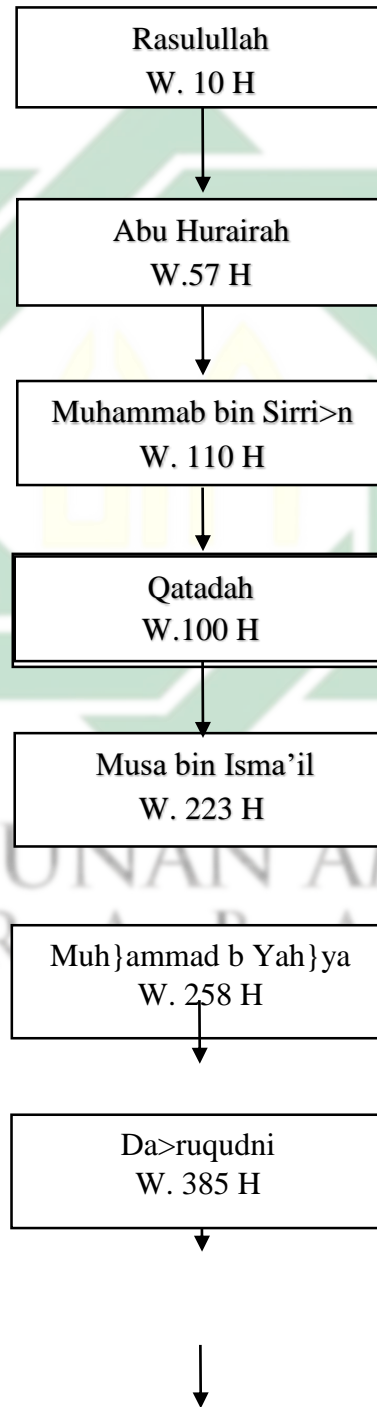 Rasulullah
W. 10 H
Abu Hurairah
W.57 H
Muhammab bin Sirri>n
W. 110 H
Qatadah
W.100 H
Musa bin Isma’il
W. 223 H
UNAN A
R A B A
Muh}ammad b Yah}ya
W. 258 H
Da>ruqudni
W. 385 H